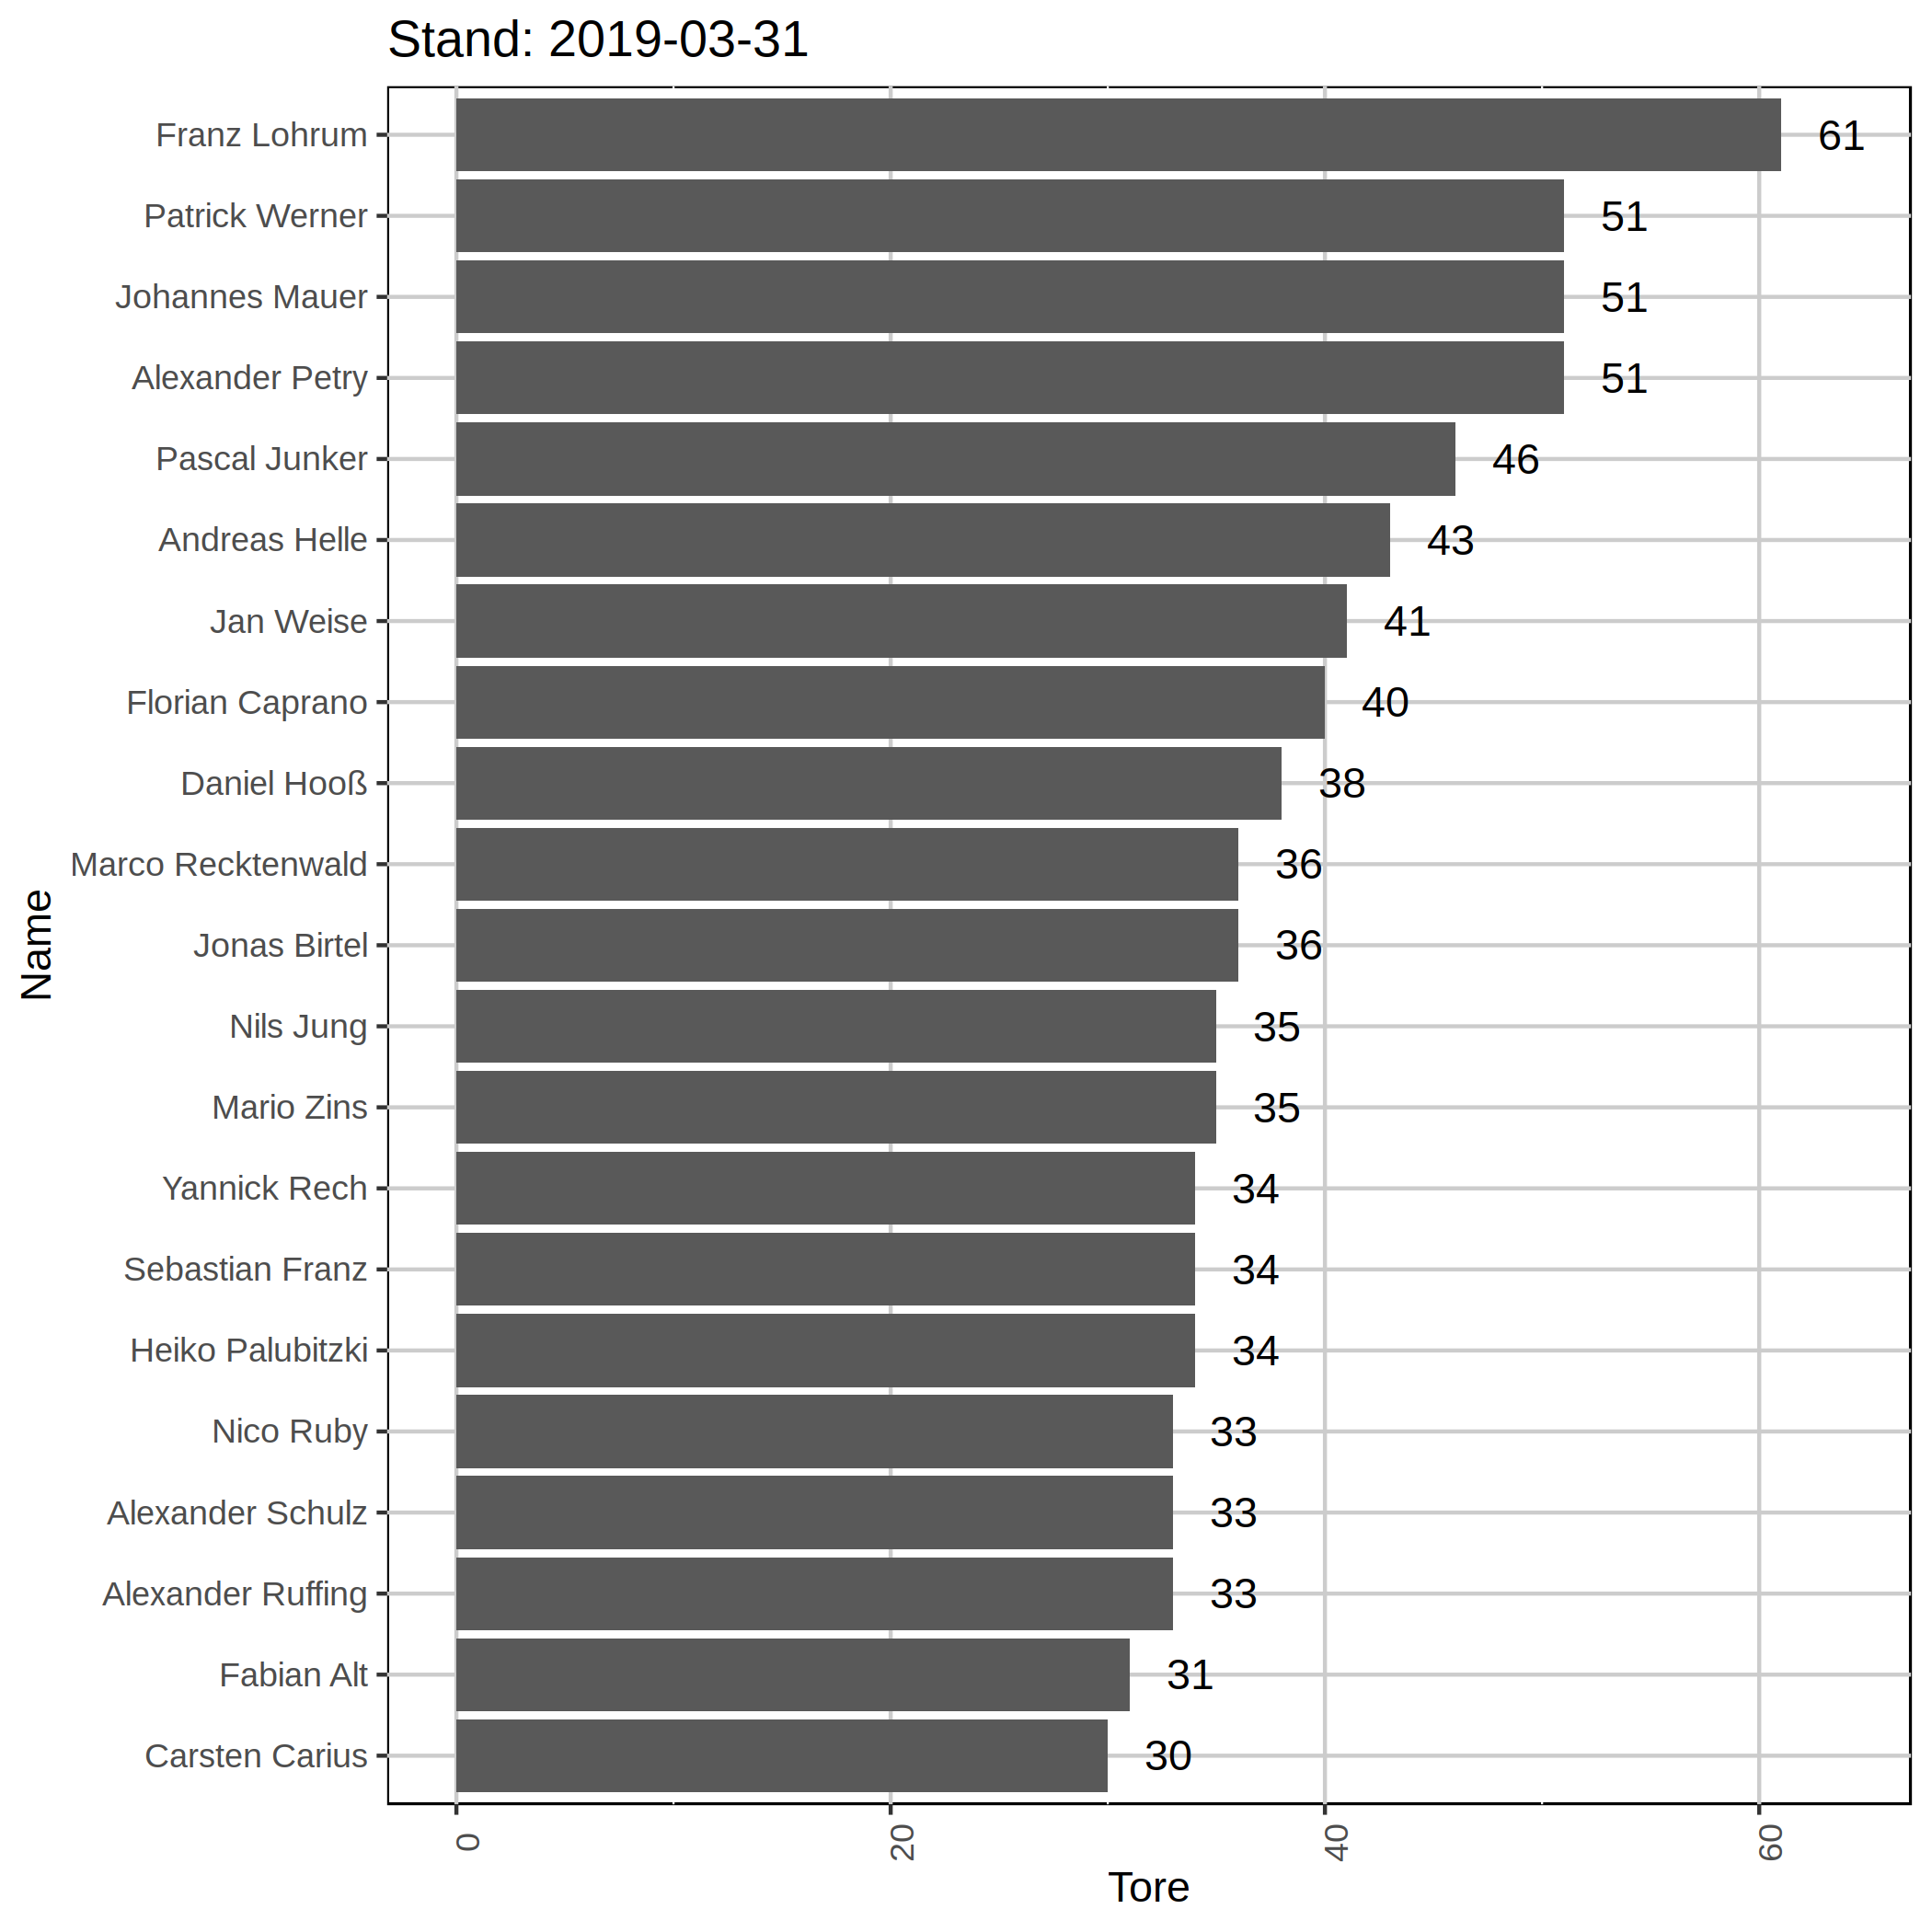 Stand: 2019-03-31
Franz Lohrum 61
Patrick Werner 51
Johannes Mauer 51
Alexander Petry 51
Pascal Junker 46
Andreas Helle 43
Jan Weise 41
Florian Caprano 40
Daniel Hooß 38
Marco Recktenwald 36
Jonas Birtel 36
Nils Jung 35
Mario Zins 35
Yannick Rech 34
Sebastian Franz 34
Heiko Palubitzki 34
Nico Ruby 33
Alexander Schulz 33
Alexander Ruffing 33
Fabian Alt 31
Carsten Carius 30
Name
0 20 40 60
Tore